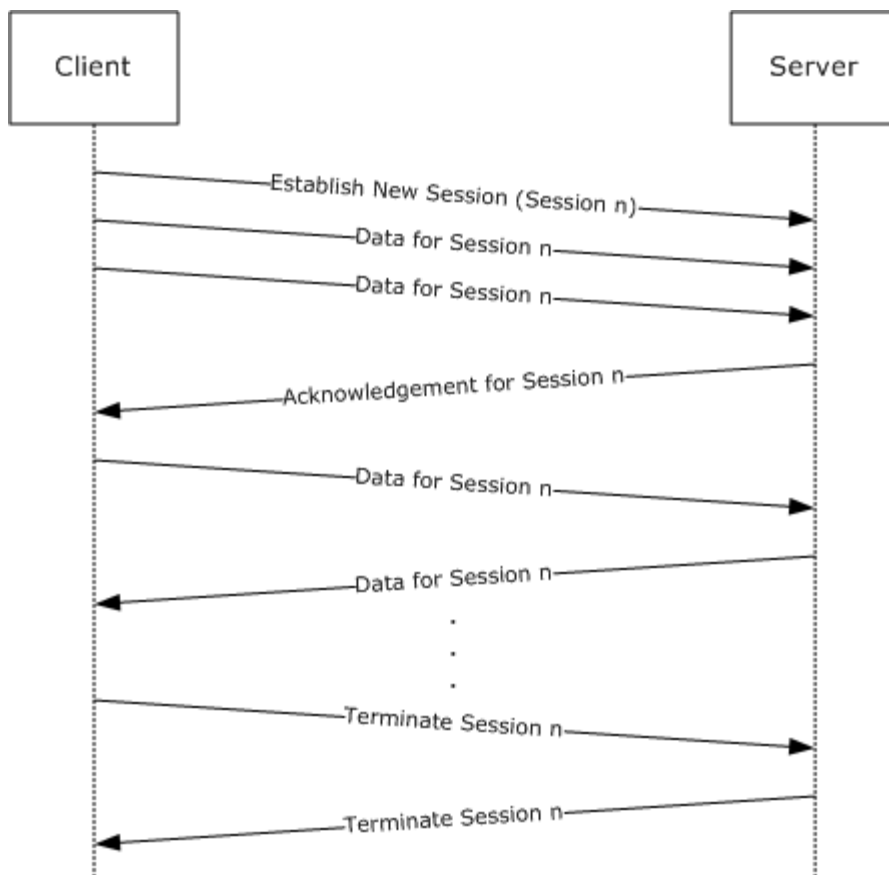 Client
Server
Establish New Session (Session n)
Data for Session n
Data for Session n
Acknowledgement for Session n
Data for Session n
Data for Session n
.
.
.
Terminate Session n
Terminate Session n